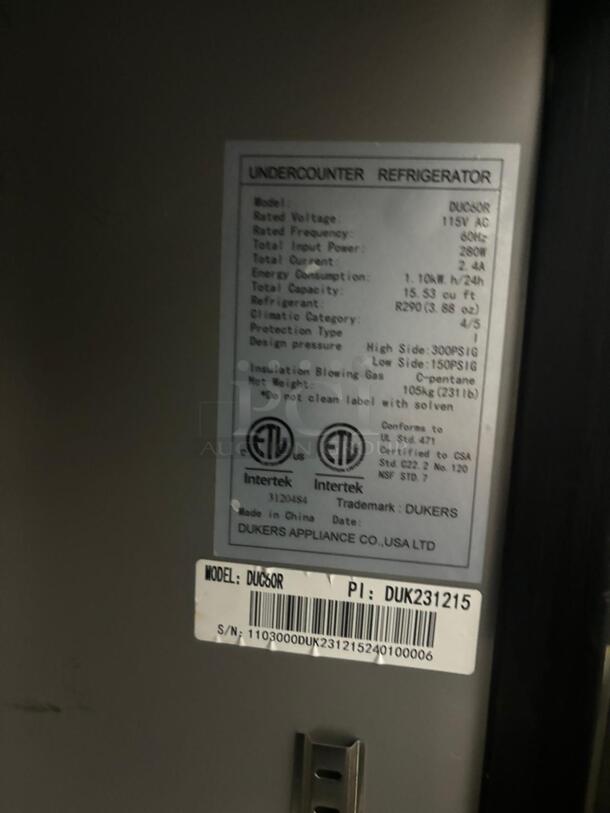 UNDERCOUNTER REFRIGERATOR
Model: DUC60R
Rated Voltage: 115V AC
Rated Frequency: 60Hz
Total Input Power: 280W
Total Current: 2.4A
Energy Consumption: 1.10kW.h/24h
Total Capacity: 15.53 cu ft
Refrigerant: R290(3.88 oz)
Climatic Category: 4/5
Protection Type I
Design pressure High Side:300PSIG
Low Side:150PSIG
Insulation Blowing Gas C-pentane
Net Weight: 105kg(231lb)
*Do not clean label with solven
C ETL US ETL
Intertek Intertek
3120484
Conforms to
UL Std.471
Certified to CSA
Std C22.2 No.120
NSF STD.7
Trademark : DUKERS
Made in China Date:
DUKERS APPLIANCE CO.,USA LTD
MODEL: DUC60R PI: DUK231215
S/N: 1103000DUK231215240100006